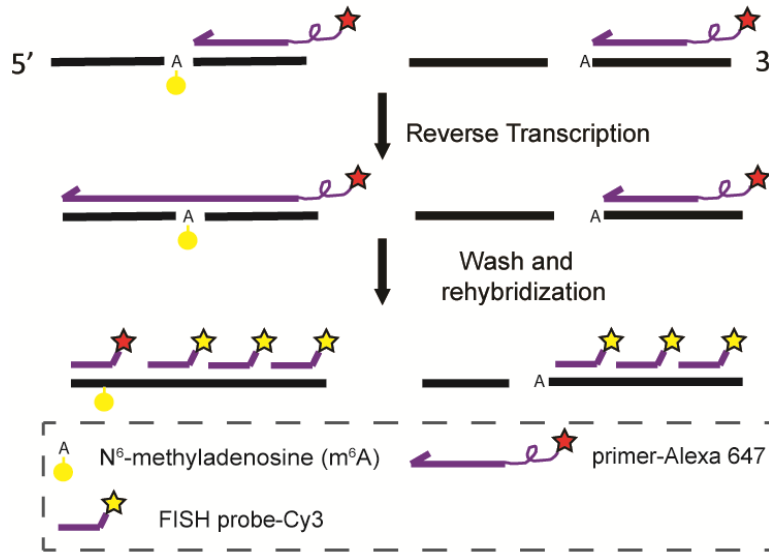 A
5’ A 3
Reverse Transcription
A
A
Wash and
rehybridization
A
A
N⁶-methyladenosine (m⁶A)
primer-Alexa 647
FISH probe-Cy3